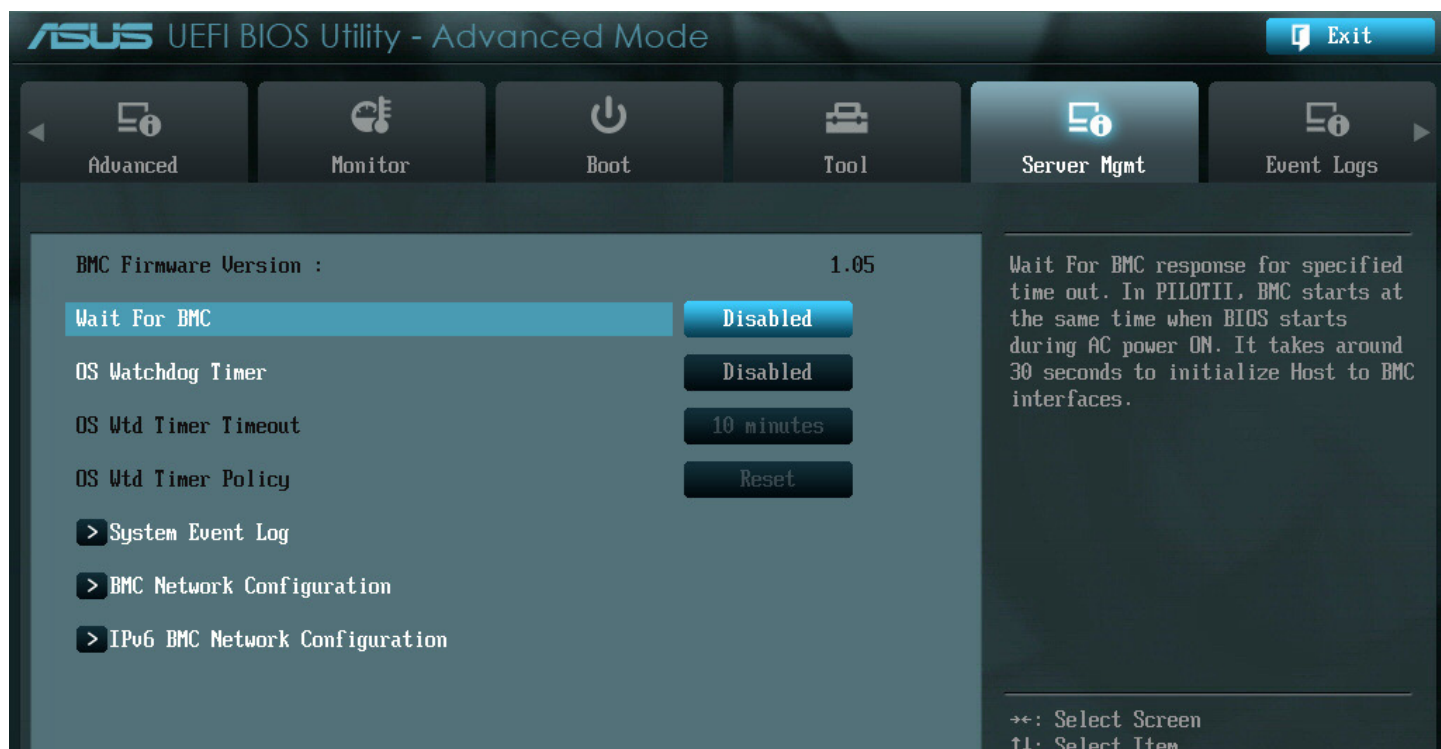 ASUS UEFI BIOS Utility - Advanced Mode
Exit
Advanced
Monitor
Boot
Tool
Server Mgmt
Event Logs
BMC Firmware Version : 1.05
Wait For BMC Disabled
OS Watchdog Timer Disabled
OS Wtd Timer Timeout 10 minutes
OS Wtd Timer Policy Reset
> System Event Log
> BMC Network Configuration
> IPv6 BMC Network Configuration
Wait For BMC response for specified
time out. In PILOTII, BMC starts at
the same time when BIOS starts
during AC power ON. It takes around
30 seconds to initialize Host to BMC
interfaces.
→←: Select Screen
↑↓: Select Item